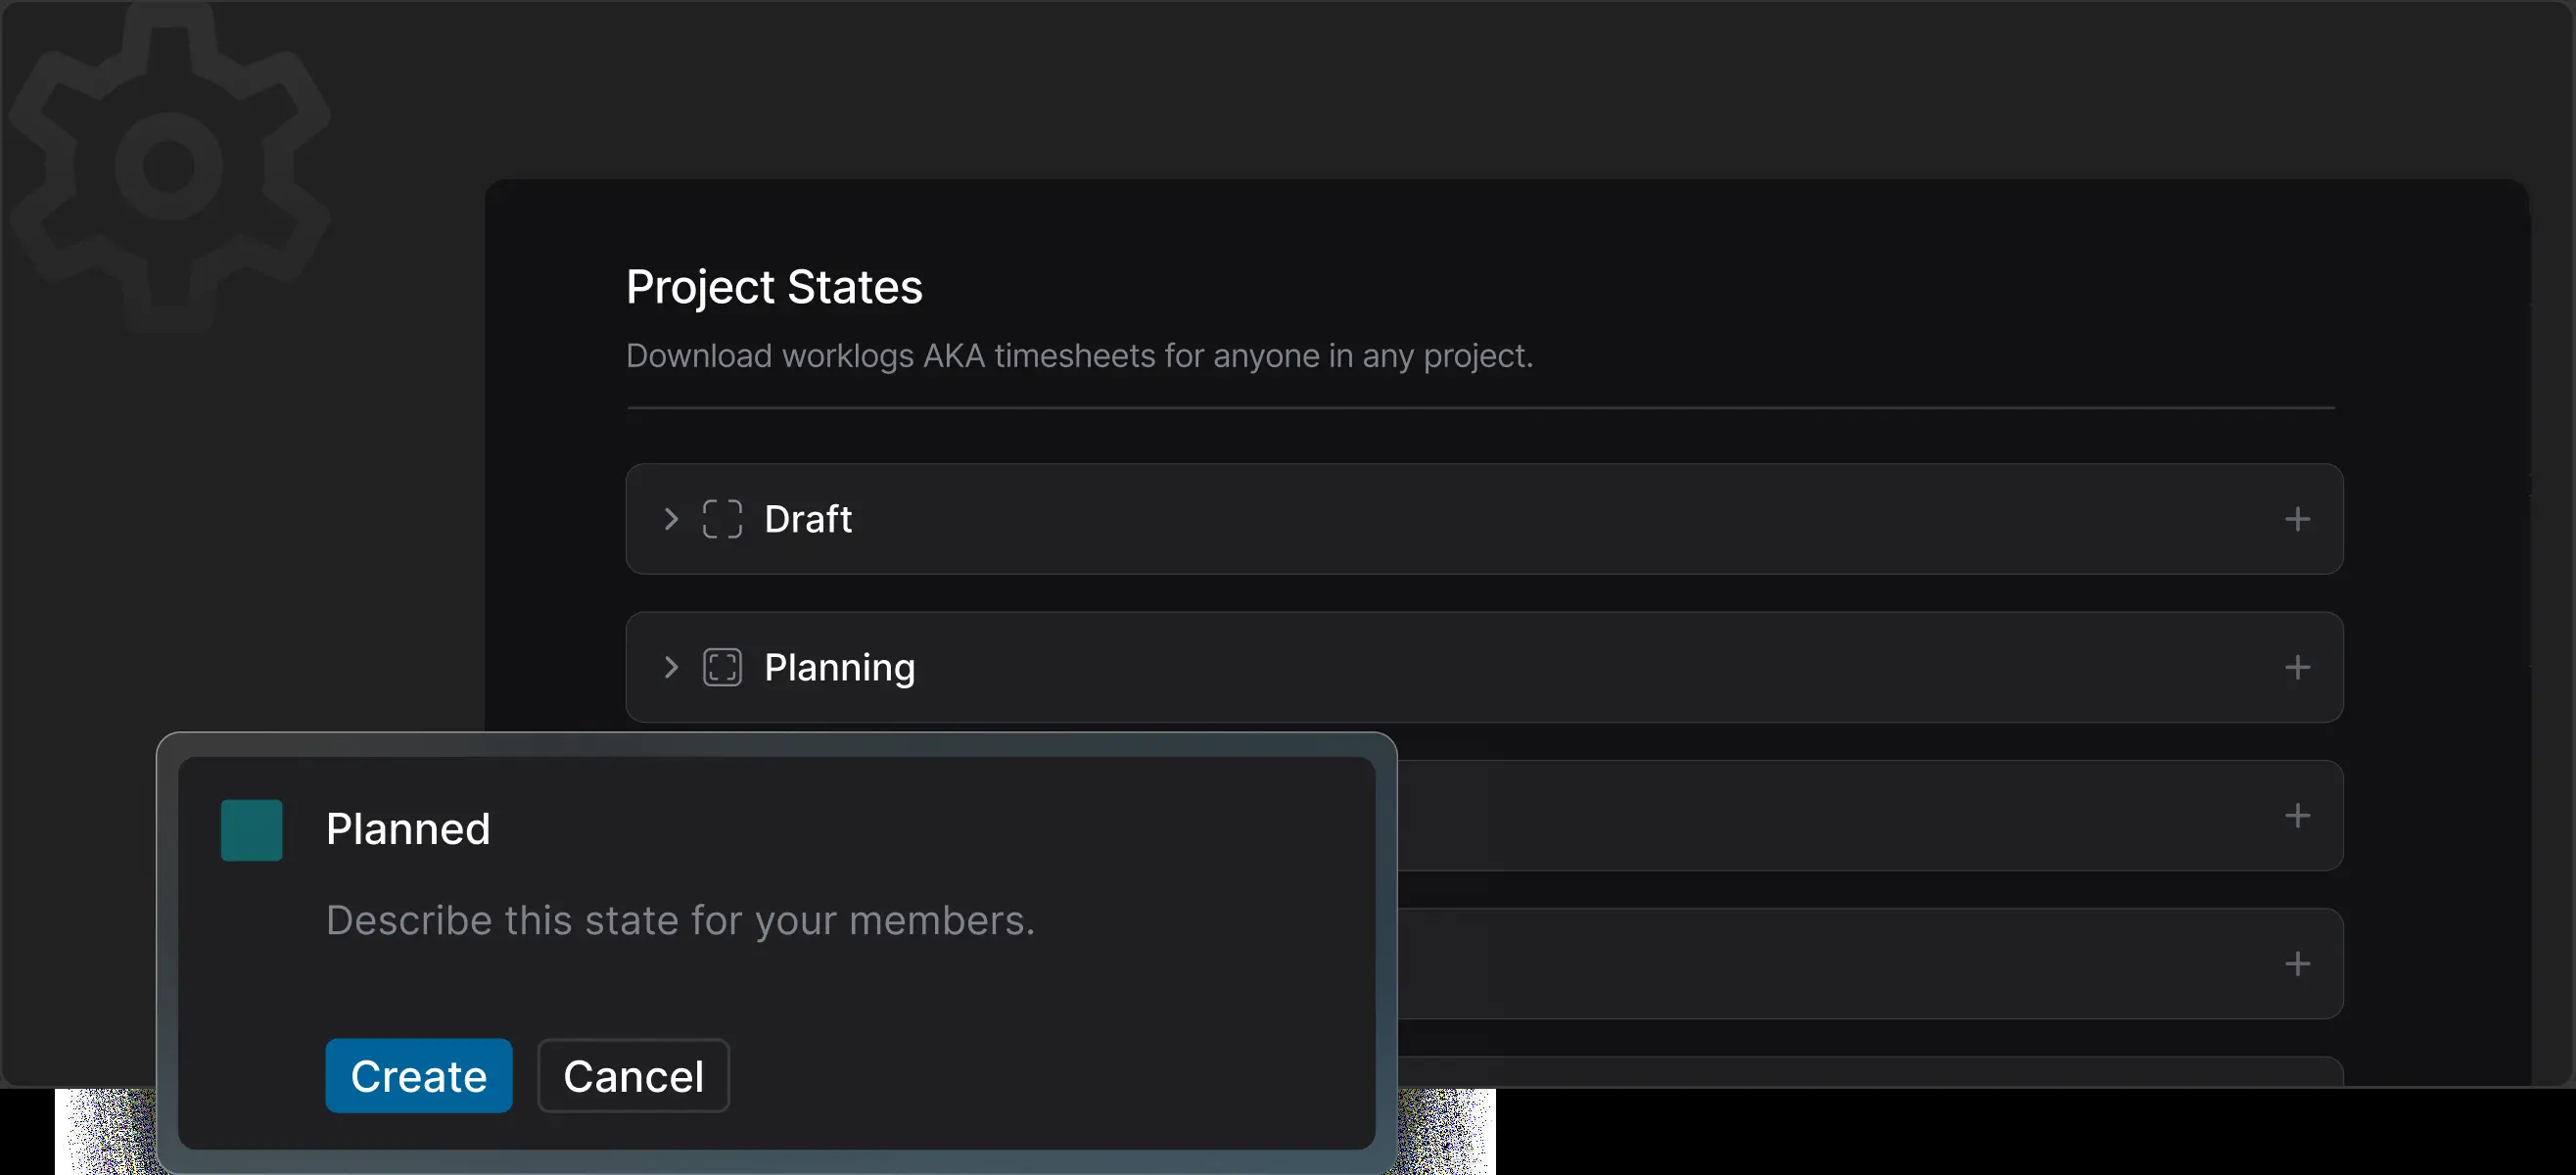 Project States
Download worklogs AKA timesheets for anyone in any project.
Draft
Planning
Planned
Describe this state for your members.
Create
Cancel